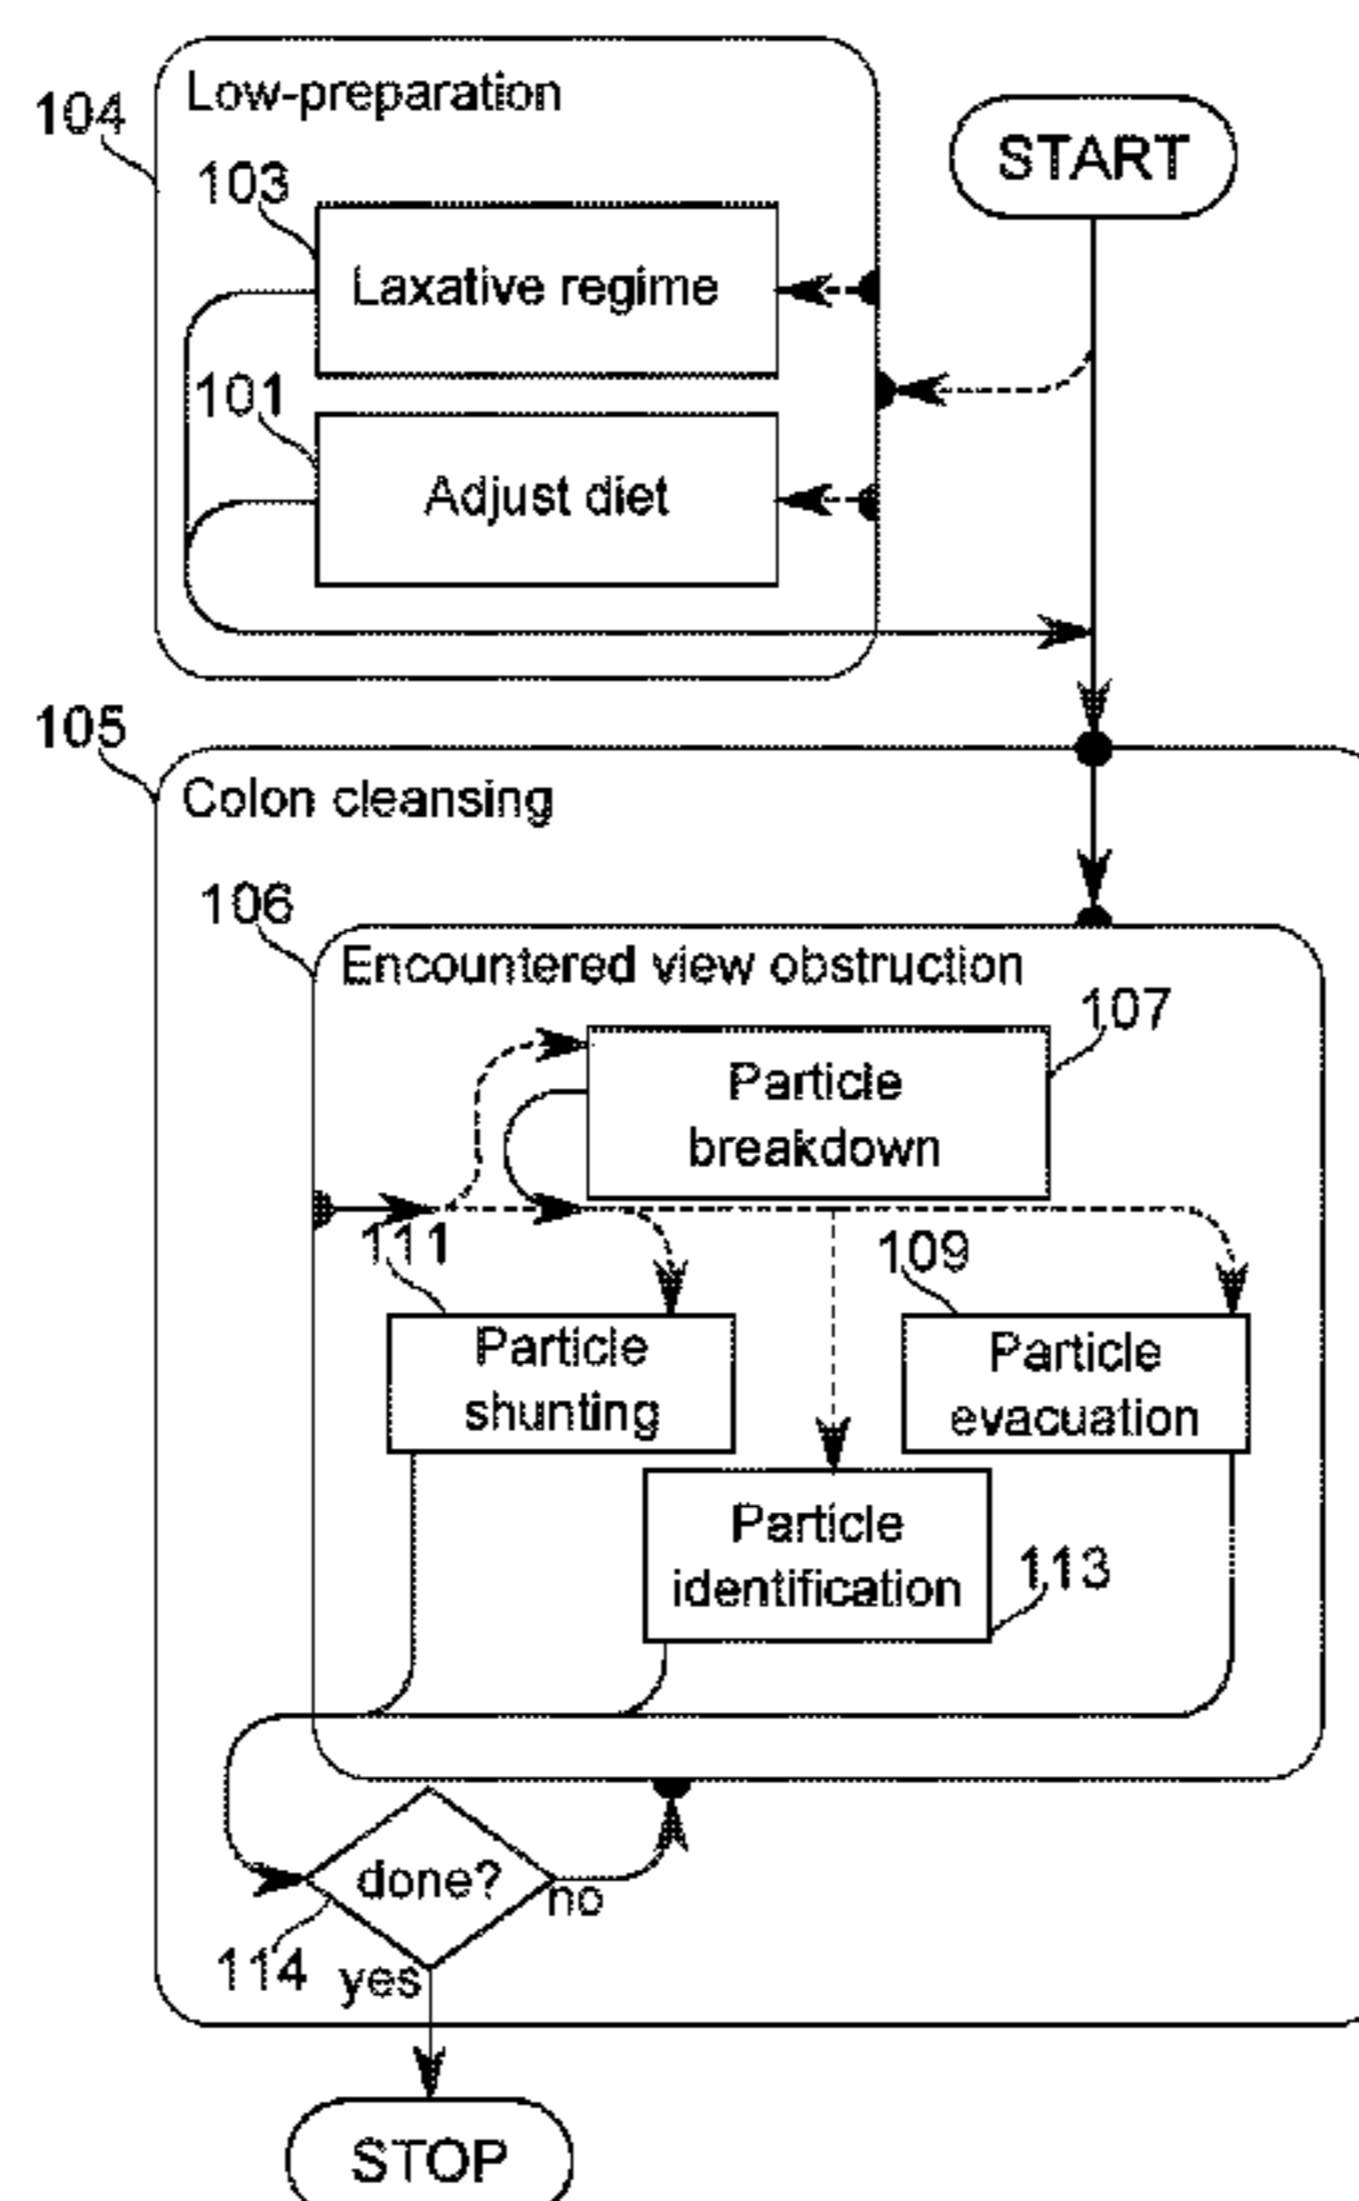 Low-preparation
104
START
103
Laxative regime
101
Adjust diet
105
Colon cleansing
106
Encountered view obstruction
107
Particle
breakdown
111
109
Particle
shunting
Particle
evacuation
Particle
identification
113
done?
no
114
yes
STOP